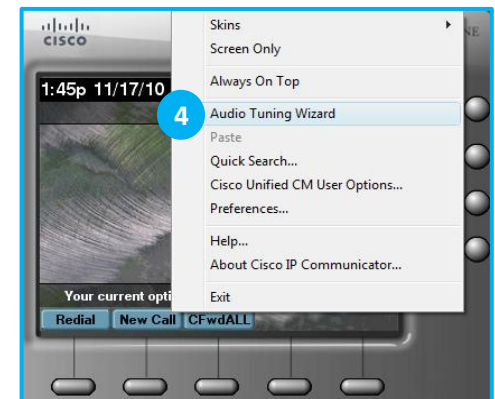 CISCO
NE
1:45p 11/17/10
Skins
Screen Only
Always On Top
4
Audio Tuning Wizard
Paste
Quick Search...
Cisco Unified CM User Options...
Preferences...
Help...
About Cisco IP Communicator...
Exit
Your current opti
Redial New Call CFwdALL